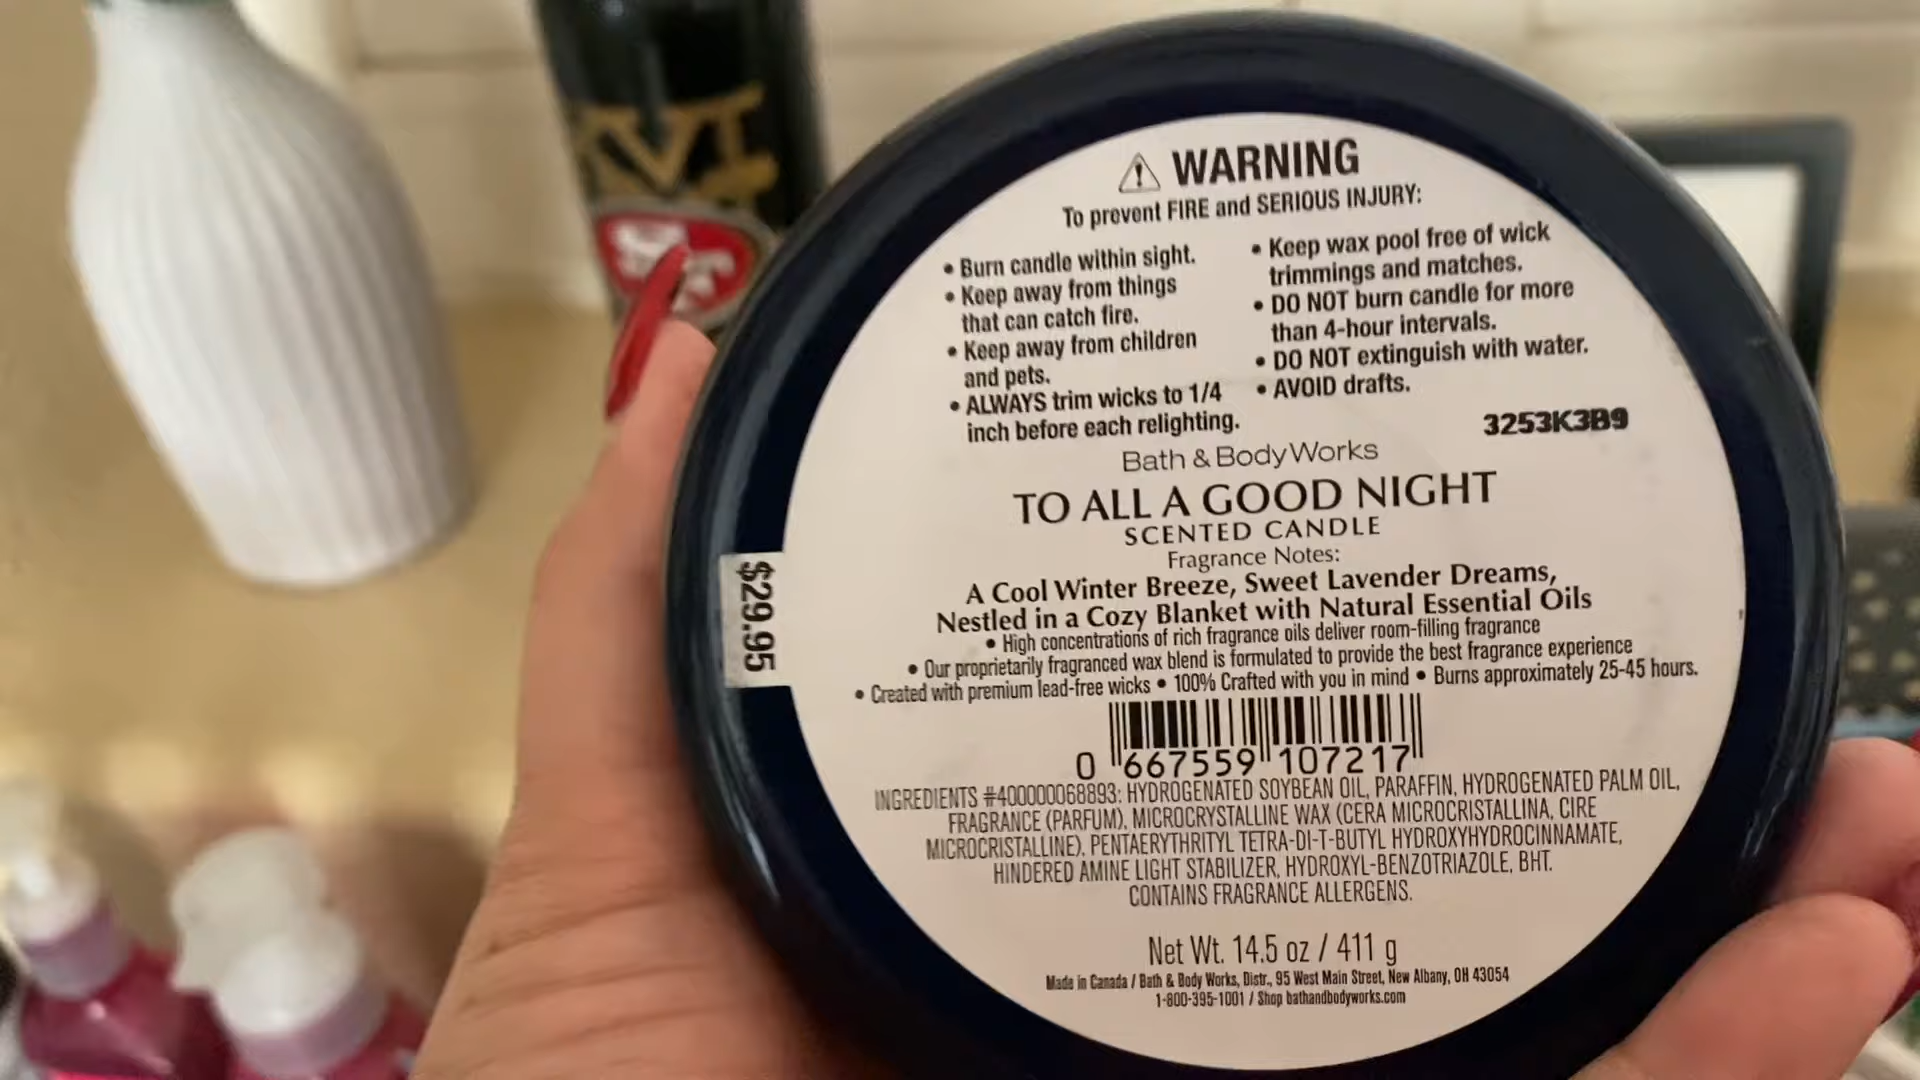 XVI
SF
WARNING
To prevent FIRE and SERIOUS INJURY:
• Burn candle within sight.
• Keep away from things
that can catch fire.
• Keep away from children
and pets.
• ALWAYS trim wicks to 1/4
inch before each relighting.
• Keep wax pool free of wick
trimmings and matches.
• DO NOT burn candle for more
than 4-hour intervals.
• DO NOT extinguish with water.
• AVOID drafts.
3253K3B9
Bath & Body Works
TO ALL A GOOD NIGHT
SCENTED CANDLE
Fragrance Notes:
A Cool Winter Breeze, Sweet Lavender Dreams,
Nestled in a Cozy Blanket with Natural Essential Oils
• High concentrations of rich fragrance oils deliver room-filling fragrance
• Our proprietarily fragranced wax blend is formulated to provide the best fragrance experience
• Created with premium lead-free wicks • 100% Crafted with you in mind • Burns approximately 25-45 hours.
$29.95
0 667559 107217
INGREDIENTS #400000068893: HYDROGENATED SOYBEAN OIL, PARAFFIN, HYDROGENATED PALM OIL,
FRAGRANCE (PARFUM), MICROCRYSTALLINE WAX (CERA MICROCRISTALLINA, CIRE
MICROCRISTALLINE), PENTAERYTHRITYL TETRA-DI-T-BUTYL HYDROXYHYDROCINNAMATE,
HINDERED AMINE LIGHT STABILIZER, HYDROXYL-BENZOTRIAZOLE, BHT.
CONTAINS FRAGRANCE ALLERGENS.
Net Wt. 14.5 oz / 411 g
Made in Canada / Bath & Body Works, Distr., 95 West Main Street, New Albany, OH 43054
1-800-395-1001 / Shop bathandbodyworks.com